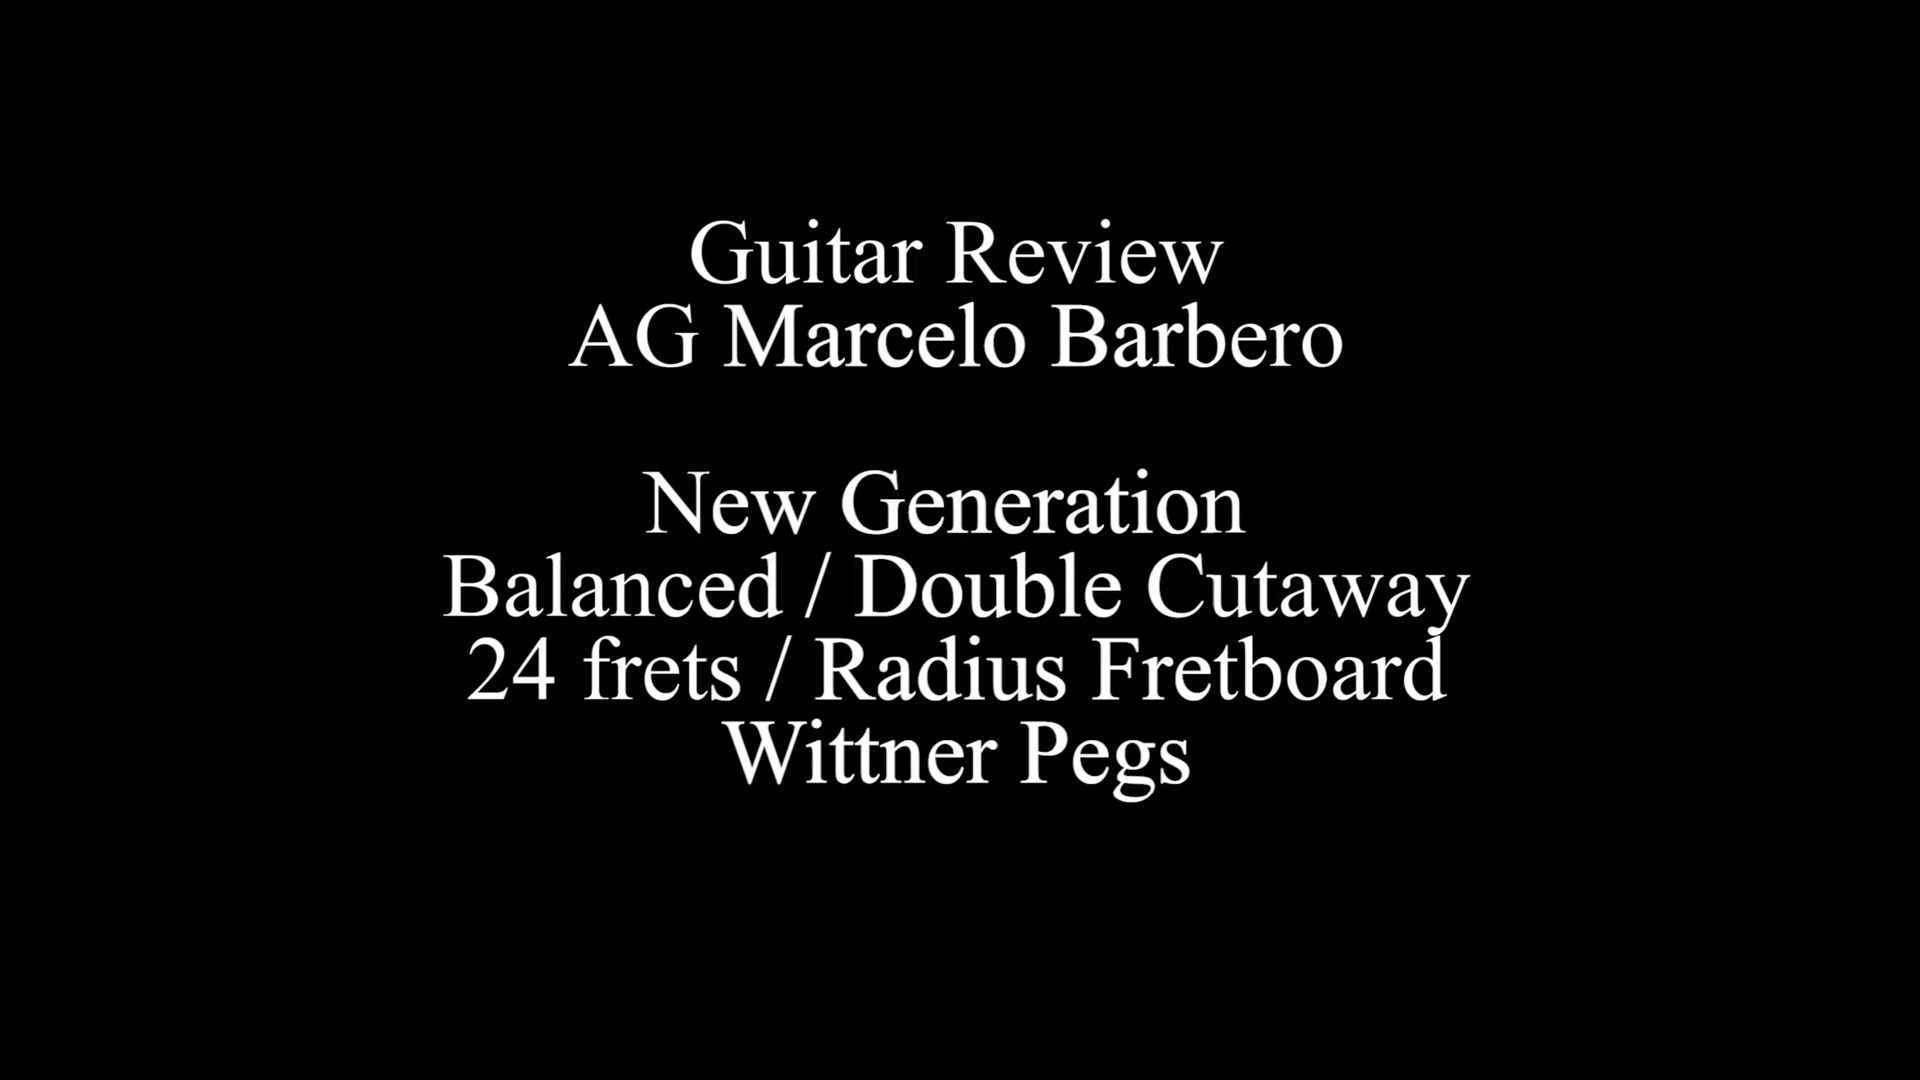 Guitar Review
AG Marcelo Barbero
New Generation
Balanced / Double Cutaway
24 frets / Radius Fretboard
Wittner Pegs